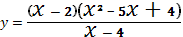 y = (x − 2)(x² − 5x + 4) / x − 4